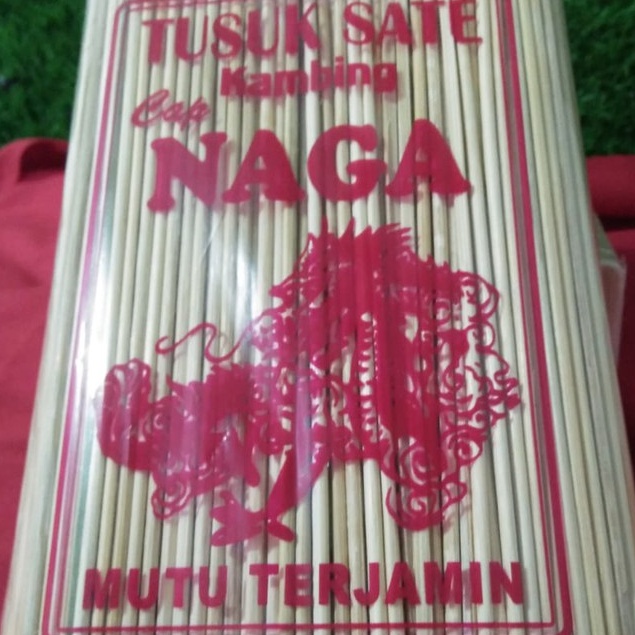 TUSUK SATE
Kambing
Cap
NAGA
MUTU TERJAMIN